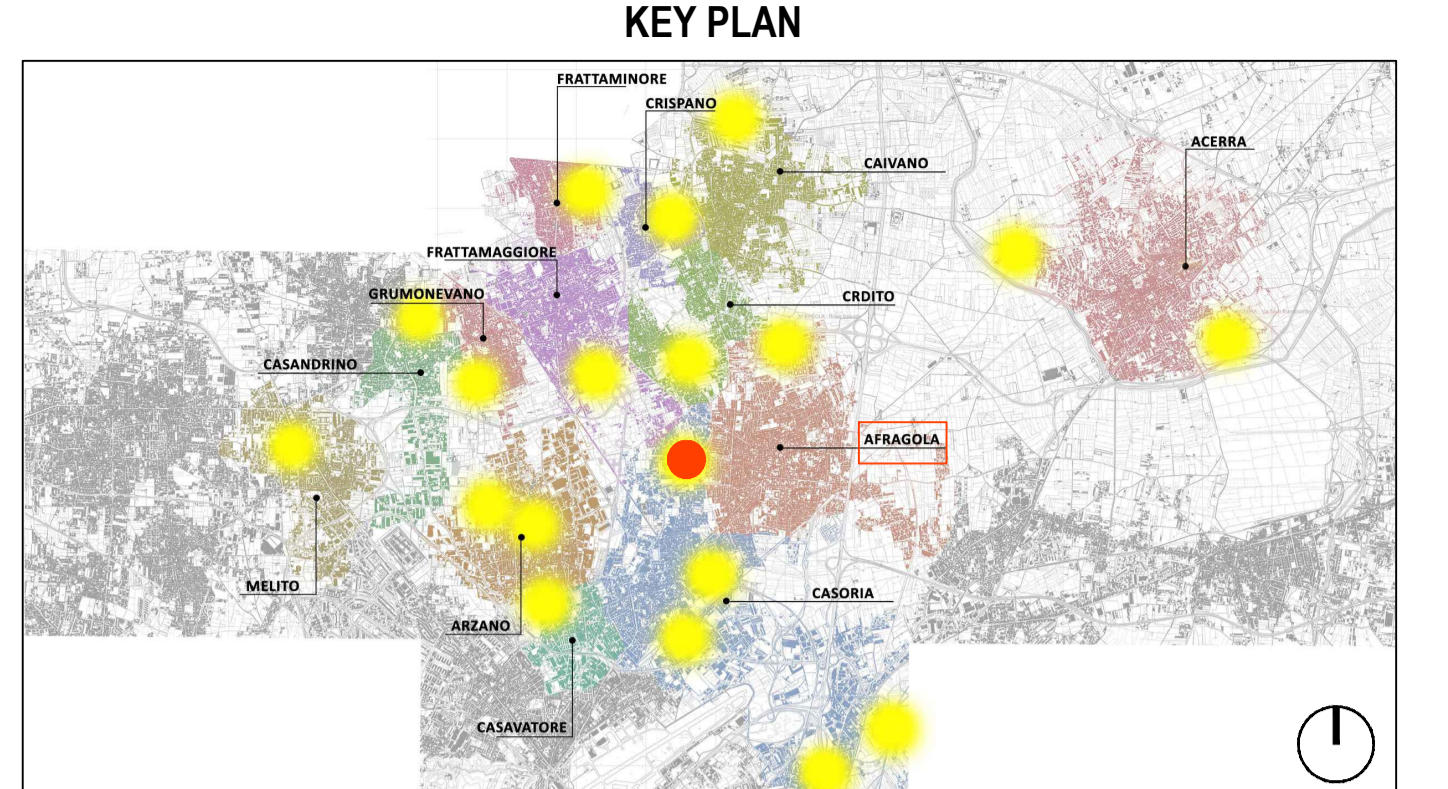 KEY PLAN
FRATTAMINORE
CRISPANO
ACERRA
CAIVANO
FRATTAMAGGIORE
GRUMONEVANO
CRDITO
CASANDRINO
AFRAGOLA
MELITO
CASORIA
ARZANO
CASAVATORE